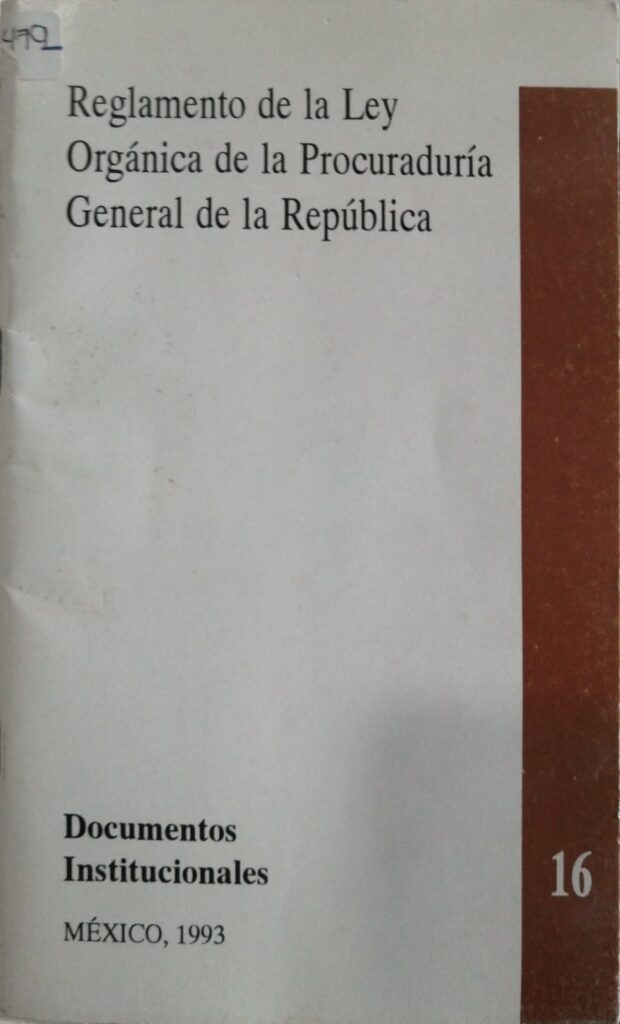 479
Reglamento de la Ley
Orgánica de la Procuraduría
General de la República
Documentos
Institucionales
16
MÉXICO, 1993